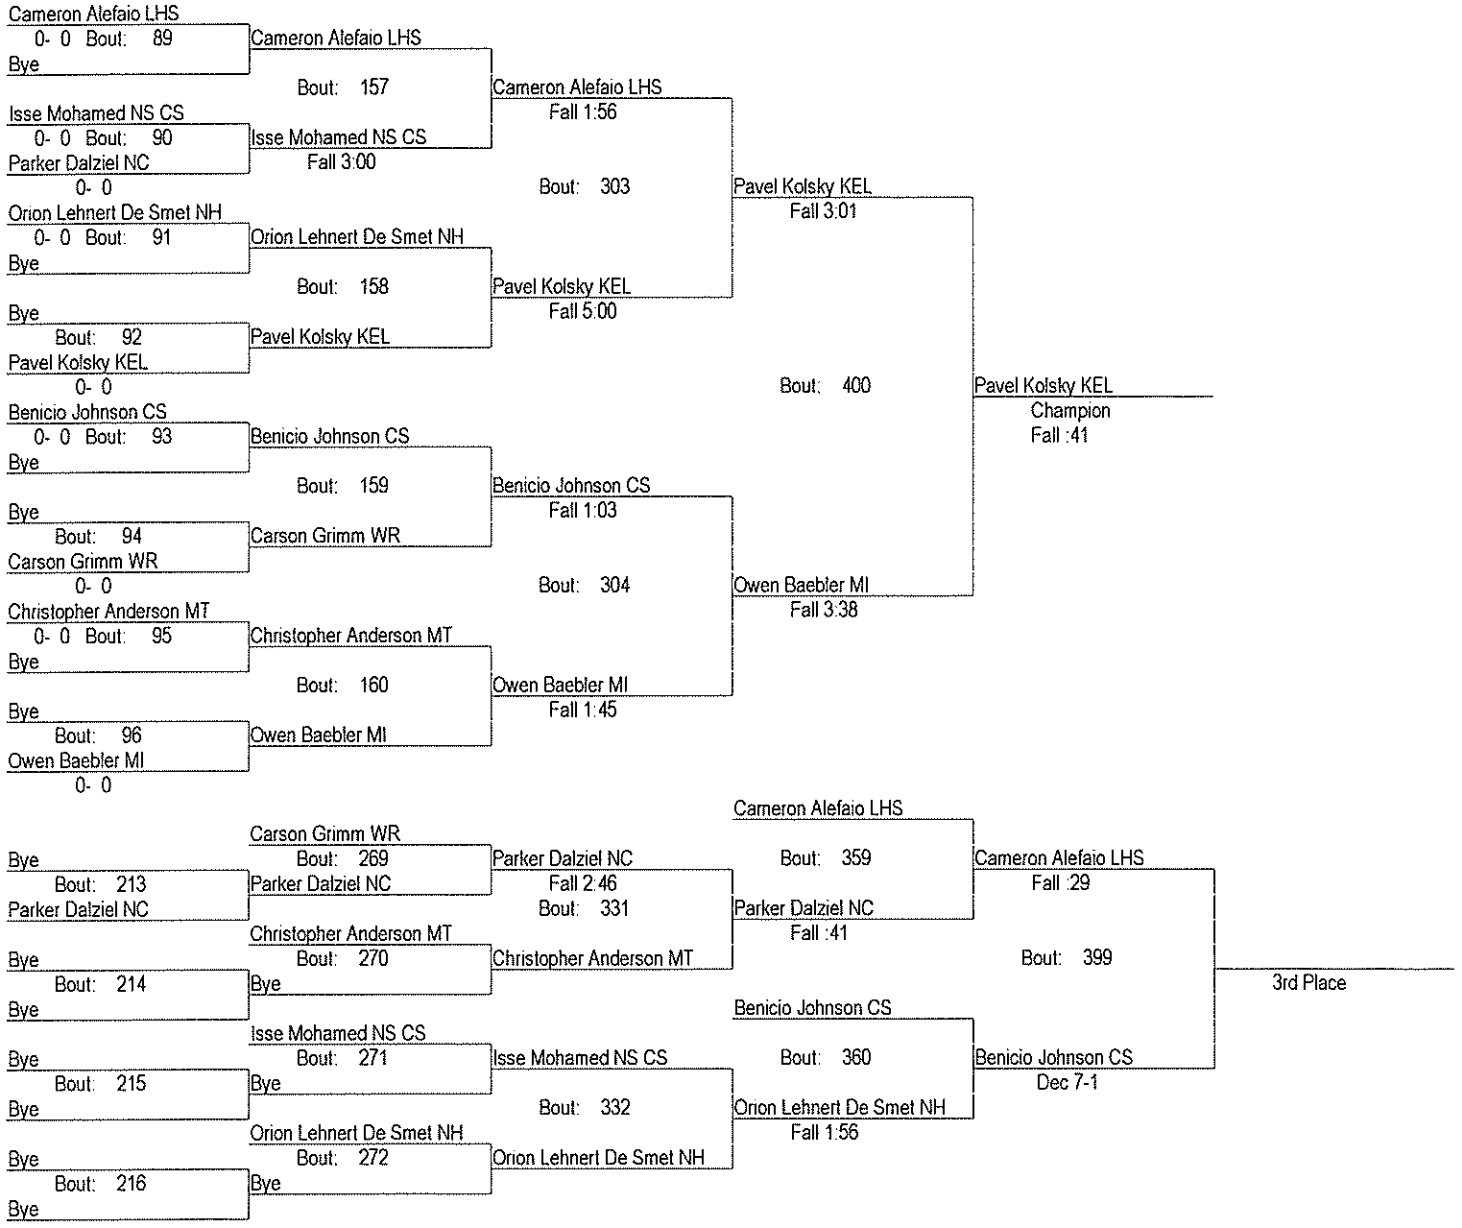 Cameron Alefaio LHS
0- 0 Bout: 89
Cameron Alefaio LHS
Bye
Bout: 157
Cameron Alefaio LHS
Isse Mohamed NS CS
Fall 1:56
0- 0 Bout: 90
Isse Mohamed NS CS
Parker Dalziel NC
Fall 3:00
0- 0
Bout: 303
Pavel Kolsky KEL
Orion Lehnert De Smet NH
Fall 3:01
0- 0 Bout: 91
Orion Lehnert De Smet NH
Bye
Bout: 158
Pavel Kolsky KEL
Bye
Fall 5:00
Bout: 92
Pavel Kolsky KEL
Pavel Kolsky KEL
0- 0
Bout: 400
Pavel Kolsky KEL
Benicio Johnson CS
Champion
0- 0 Bout: 93
Benicio Johnson CS
Fall :41
Bye
Bout: 159
Benicio Johnson CS
Bye
Fall 1:03
Bout: 94
Carson Grimm WR
Carson Grimm WR
0- 0
Bout: 304
Owen Baebler MI
Christopher Anderson MT
Fall 3:38
0- 0 Bout: 95
Christopher Anderson MT
Bye
Bout: 160
Owen Baebler MI
Bye
Fall 1:45
Bout: 96
Owen Baebler MI
Owen Baebler MI
0- 0
Cameron Alefaio LHS
Carson Grimm WR
Bye
Bout: 269
Parker Dalziel NC
Bout: 359
Cameron Alefaio LHS
Bout: 213
Parker Dalziel NC
Fall 2:46
Fall :29
Parker Dalziel NC
Bout: 331
Parker Dalziel NC
Christopher Anderson MT
Fall :41
Bye
Bout: 270
Christopher Anderson MT
Bout: 399
Bout: 214
Bye
3rd Place
Bye
Benicio Johnson CS
Isse Mohamed NS CS
Bye
Bout: 271
Isse Mohamed NS CS
Bout: 360
Benicio Johnson CS
Bout: 215
Bye
Dec 7-1
Bye
Bout: 332
Orion Lehnert De Smet NH
Orion Lehnert De Smet NH
Fall 1:56
Bye
Bout: 272
Orion Lehnert De Smet NH
Bout: 216
Bye
Bye